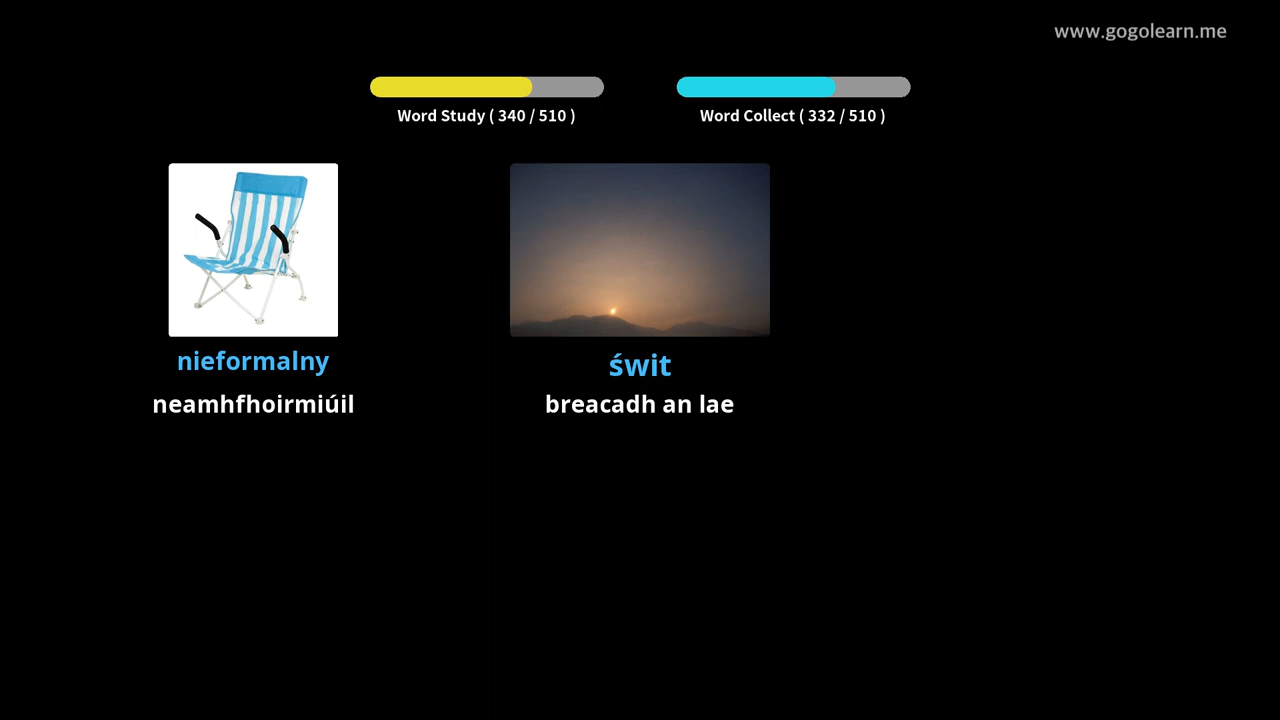 www.gogolearn.me
Word Study ( 340 / 510 )
Word Collect ( 332 / 510 )
nieformalny
neamhfhoirmiúil
świt
breacadh an lae